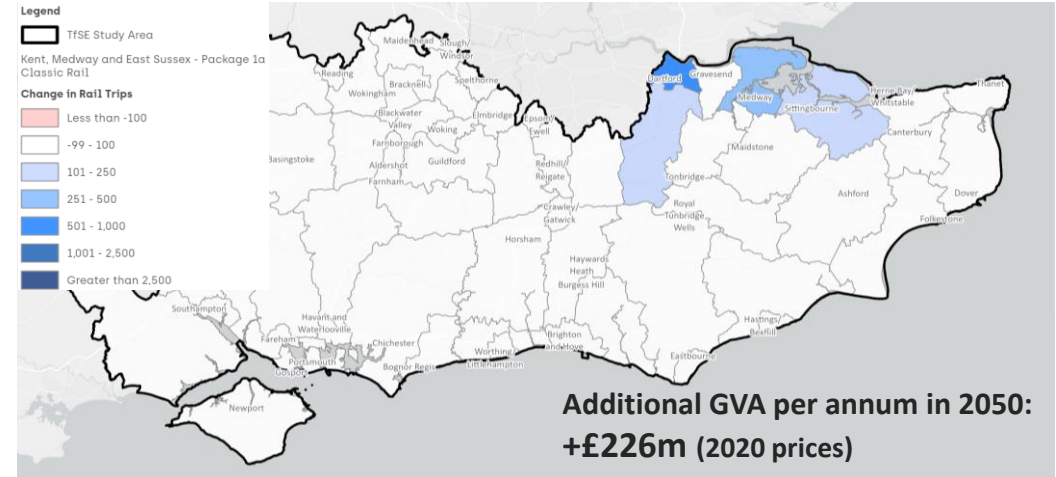 Legend
TfSE Study Area
Kent, Medway and East Sussex - Package 1a
Classic Rail
Change in Rail Trips
Less than -100
-99 - 100
101 - 250
251 - 500
501 - 1,000
1,001 - 2,500
Greater than 2,500
Maidenhead
Slough/
Windsor
Reading
Bracknell
Spelthorne
Wokingham
Elmbridge
Blackwater
Valley
Woking
Epsom/
Ewell
Farnborough
Basingstoke
Aldershot
Guildford
Farnham
Redhill/
Reigate
Crawley/
Gatwick
Horsham
Haywards
Heath
Burgess Hill
Dartford
Gravesend
Medway
Sittingbourne
Herne Bay/
Whitstable
Thanet
Canterbury
Maidstone
Tonbridge
Ashford
Dover
Royal
Tunbridge
Wells
Folkestone
Hastings/
Bexhill
Eastbourne
Brighton
and Hove
Worthing/
Littlehampton
Bognor Regis
Chichester
Havant and
Waterlooville
Fareham
Portsmouth
Gosport
Southampton
Newport
Additional GVA per annum in 2050:
+£226m (2020 prices)